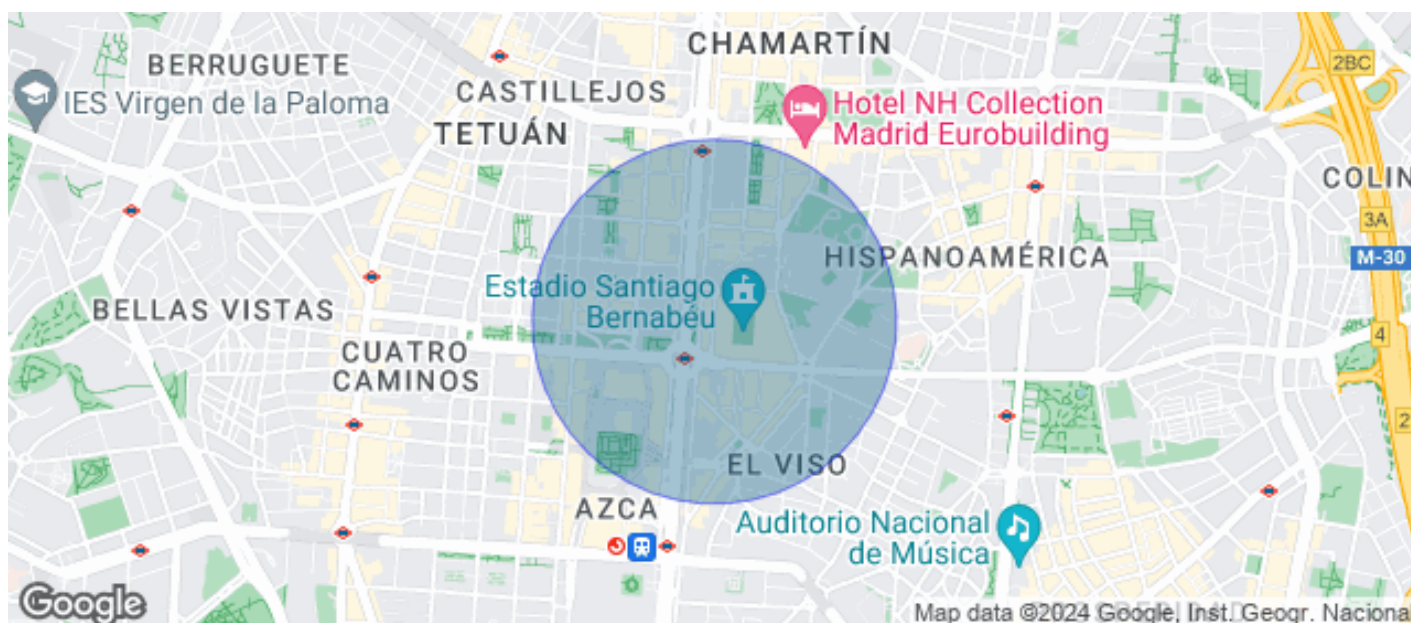 CHAMARTÍN
BERRUGUETE
IES Virgen de la Paloma
CASTILLEJOS
TETUÁN
Hotel NH Collection
Madrid Eurobuilding
2BC
COLIN
3A
M-30
HISPANOAMÉRICA
Estadio Santiago
Bernabéu
BELLAS VISTAS
CUATRO
CAMINOS
4
2
EL VISO
AZCA
Auditorio Nacional
de Música
Google
Map data ©2024 Google, Inst. Geogr. Naciona